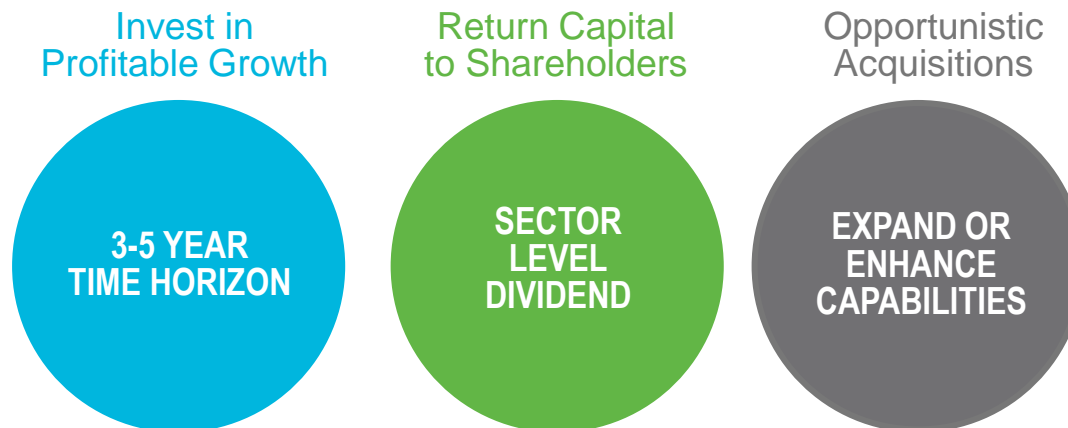 Invest in
Profitable Growth
3-5 YEAR
TIME HORIZON
Return Capital
to Shareholders
SECTOR
LEVEL
DIVIDEND
Opportunistic
Acquisitions
EXPAND OR
ENHANCE
CAPABILITIES